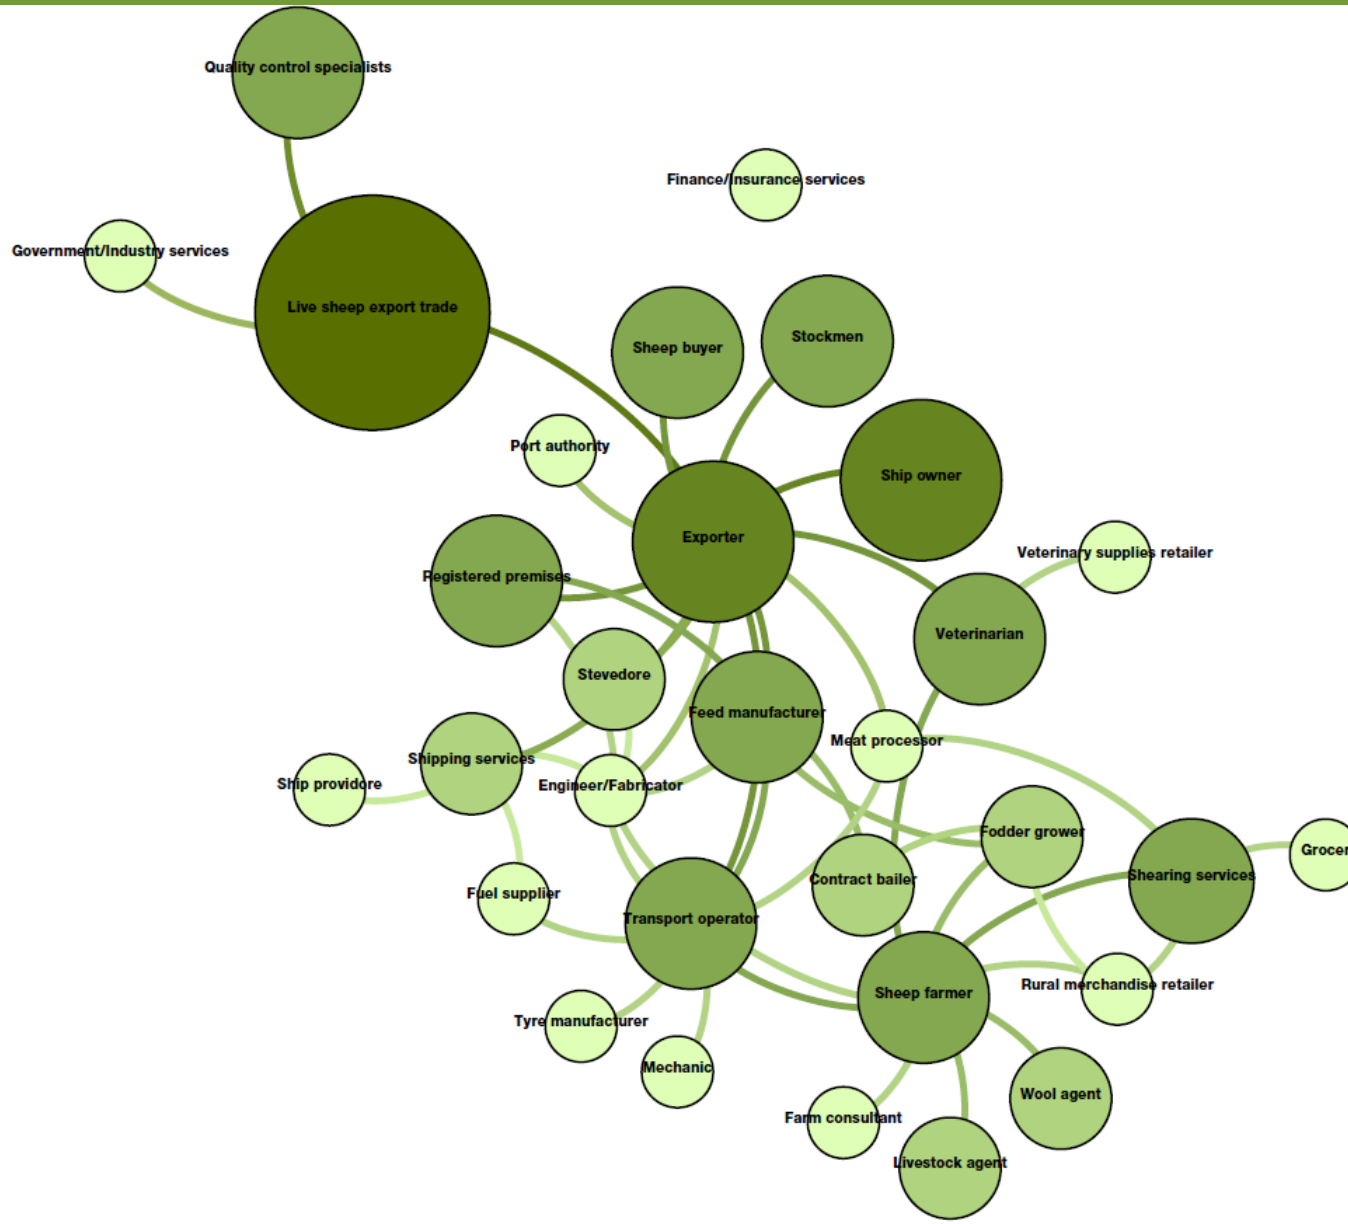 Quality control specialists
Finance/Insurance services
Government/Industry services
Live sheep export trade
Sheep buyer
Stockmen
Port authority
Ship owner
Exporter
Registered premises
Veterinary supplies retailer
Veterinarian
Stevedore
Feed manufacturer
Meat processor
Shipping services
Ship providore
Engineer/Fabricator
Fodder grower
Grocer
Shearing services
Contract bailer
Fuel supplier
Transport operator
Rural merchandise retailer
Sheep farmer
Tyre manufacturer
Mechanic
Wool agent
Farm consultant
Livestock agent